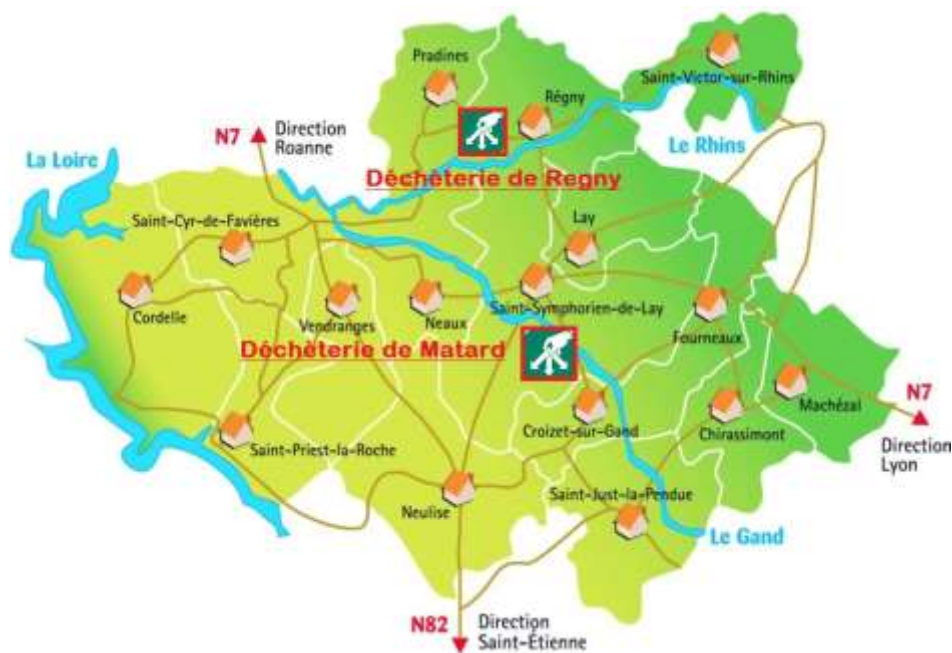 Pradines
Saint-Victor-sur-Rhins
Régny
N7
Direction
Roanne
Le Rhins
La Loire
Déchèterie de Regny
Saint-Cyr-de-Favières
Lay
Cordelle
Vendranges
Neaux
Saint-Symphorien-de-Lay
Fourneaux
Déchèterie de Matard
Machézal
N7
Direction
Lyon
Croizet-sur-Gand
Chirassimont
Saint-Priest-la-Roche
Neulise
Saint-Just-la-Pendue
Le Gand
N82
Direction
Saint-Étienne